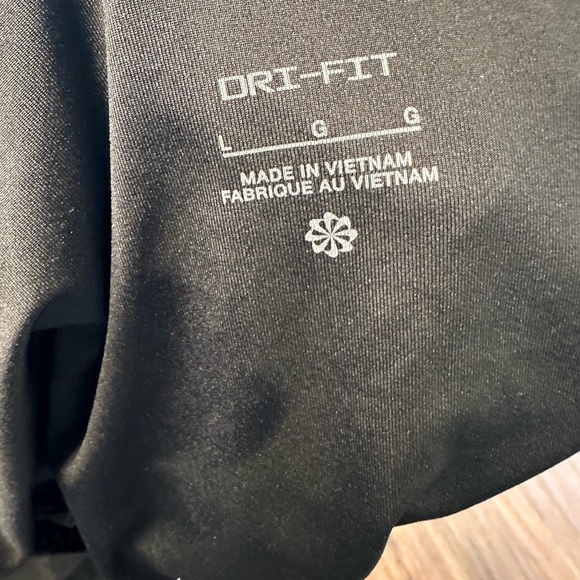 DRI-FIT
L G G
MADE IN VIETNAM
FABRIQUE AU VIETNAM